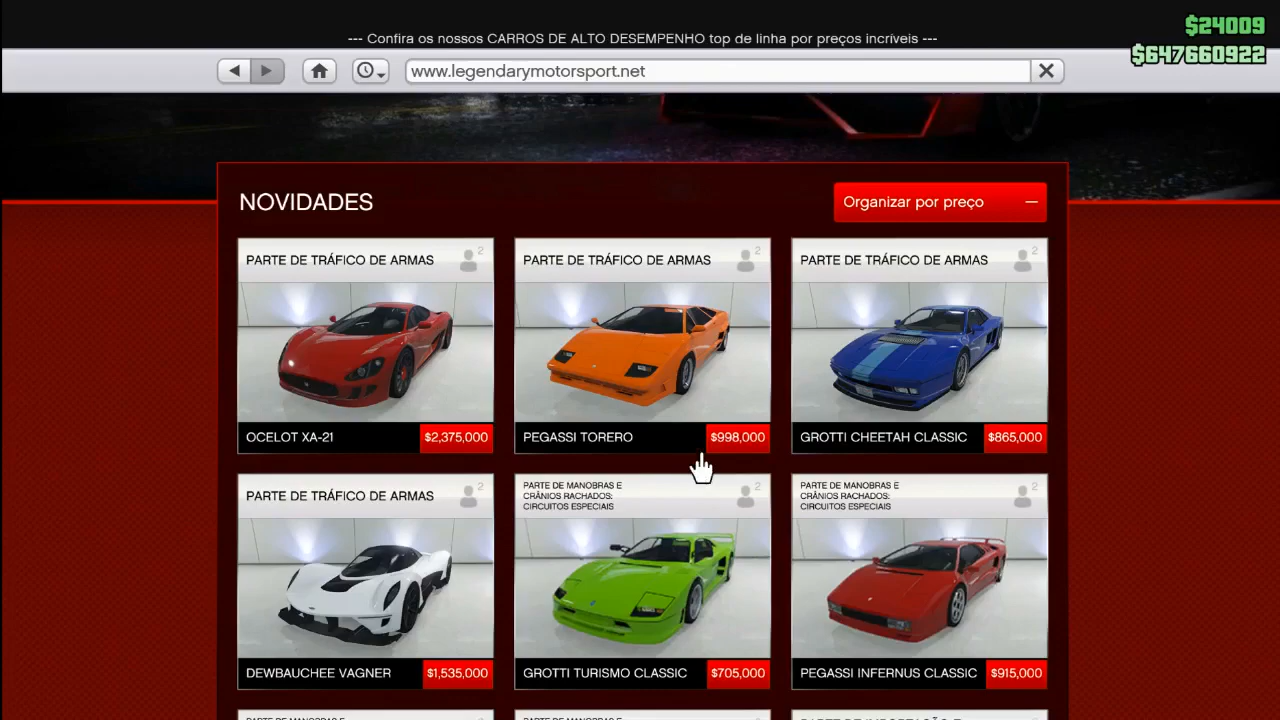 --- Confira os nossos CARROS DE ALTO DESEMPENHO top de linha por preços incríveis ---
$24009
$647660922
www.legendarymotorsport.net
NOVIDADES
Organizar por preço
PARTE DE TRÁFICO DE ARMAS
2
PARTE DE TRÁFICO DE ARMAS
2
PARTE DE TRÁFICO DE ARMAS
2
OCELOT XA-21
$2,375,000
PEGASSI TORERO
$998,000
GROTTI CHEETAH CLASSIC
$865,000
PARTE DE TRÁFICO DE ARMAS
2
PARTE DE MANOBRAS E
CRÂNIOS RACHADOS:
CIRCUITOS ESPECIAIS
2
PARTE DE MANOBRAS E
CRÂNIOS RACHADOS:
CIRCUITOS ESPECIAIS
2
DEWBAUCHEE VAGNER
$1,535,000
GROTTI TURISMO CLASSIC
$705,000
PEGASSI INFERNUS CLASSIC
$915,000